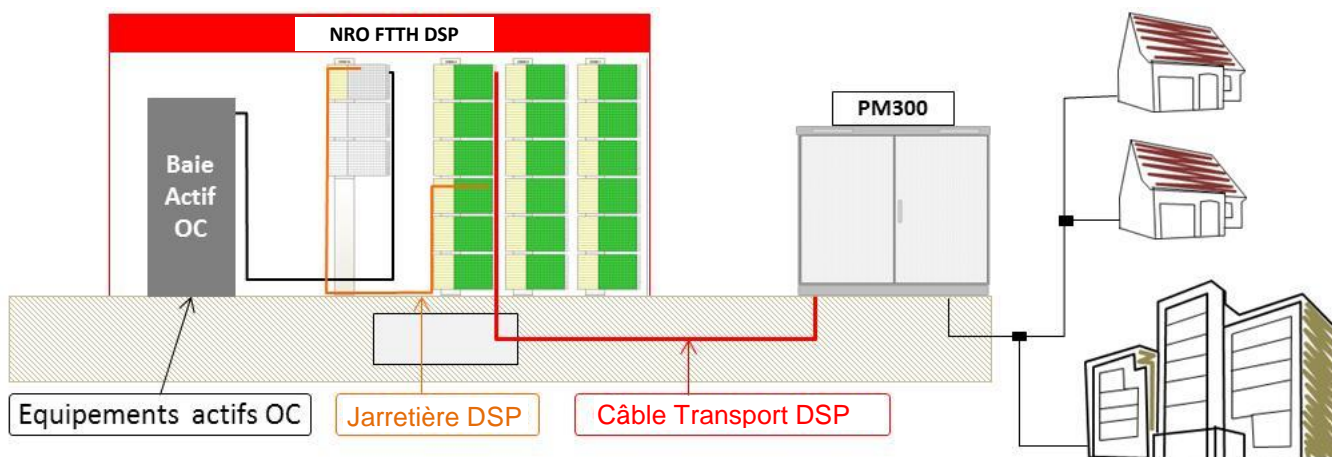 NRO FTTH DSP
PM300
Baie
Actif
OC
Equipements actifs OC
Jarretière DSP
Câble Transport DSP